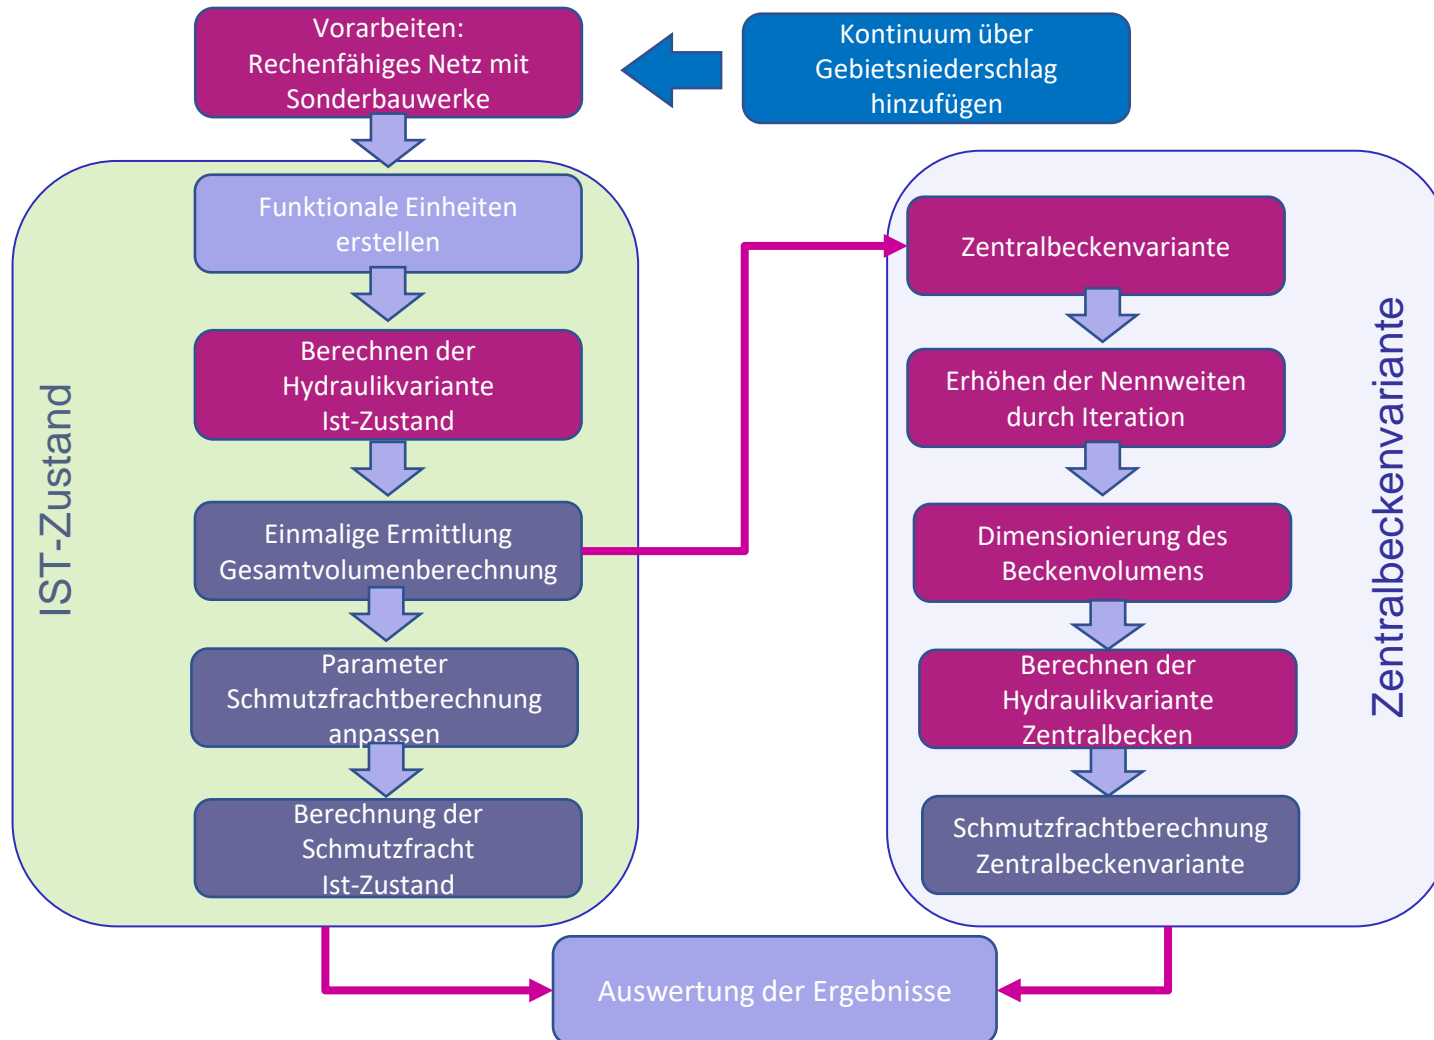 Vorarbeiten:
Rechenfähiges Netz mit
Sonderbauwerke
Kontinuum über
Gebietsniederschlag
hinzufügen
IST-Zustand
Funktionale Einheiten
erstellen
Berechnen der
Hydraulikvariante
Ist-Zustand
Einmalige Ermittlung
Gesamtvolumenberechnung
Parameter
Schmutzfrachtberechnung
anpassen
Berechnung der
Schmutzfracht
Ist-Zustand
Zentralbeckenvariante
Zentralbeckenvariante
Erhöhen der Nennweiten
durch Iteration
Dimensionierung des
Beckenvolumens
Berechnen der
Hydraulikvariante
Zentralbecken
Schmutzfrachtberechnung
Zentralbeckenvariante
Auswertung der Ergebnisse